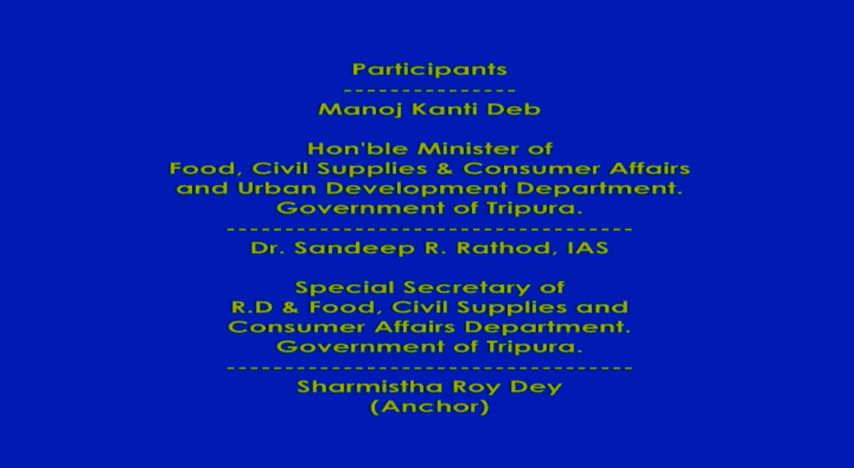 Participants
---------------
Manoj Kanti Deb
Hon'ble Minister of
Food, Civil Supplies & Consumer Affairs
and Urban Development Department.
Government of Tripura.
-----------------------------------
Dr. Sandeep R. Rathod, IAS
Special Secretary of
R.D & Food, Civil Supplies and
Consumer Affairs Department.
Government of Tripura.
-----------------------------------
Sharmistha Roy Dey
(Anchor)